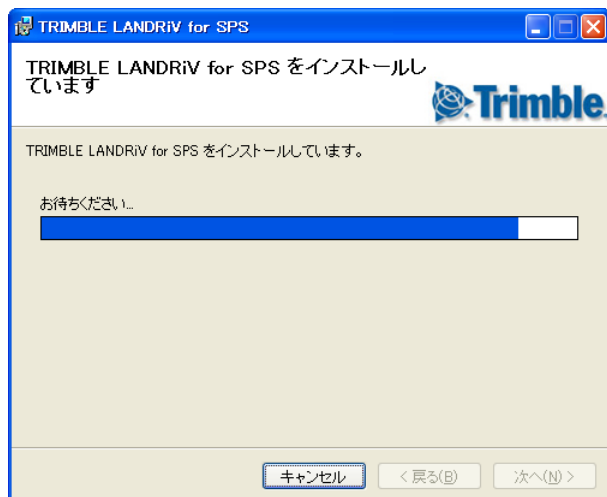 TRIMBLE LANDRiV for SPS
TRIMBLE LANDRiV for SPS をインストールし
ています
Trimble.
TRIMBLE LANDRiV for SPS をインストールしています。
お待ちください...
キャンセル
< 戻る(B)
次へ(N) >